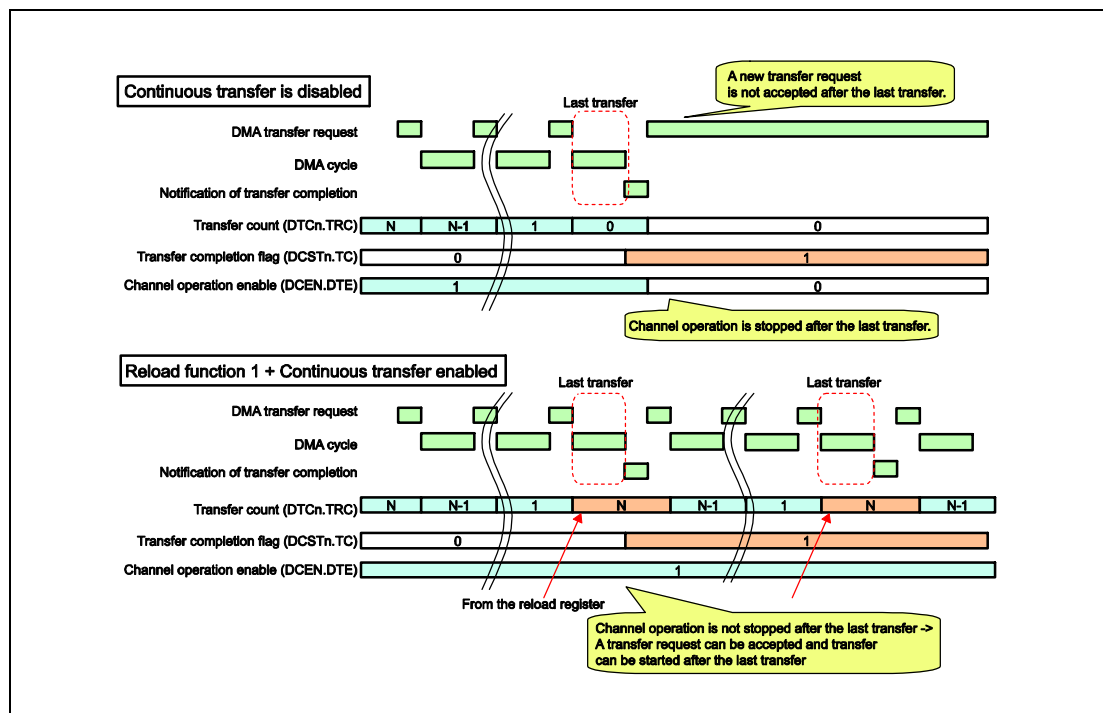 Continuous transfer is disabled
A new transfer request
is not accepted after the last transfer.
Last transfer
DMA transfer request
DMA cycle
Notification of transfer completion
Transfer count (DTCn.TRC)
N N-1 1 0 0
Transfer completion flag (DCSTn.TC)
0 1
Channel operation enable (DCEN.DTE)
1 0
Channel operation is stopped after the last transfer.
Reload function 1 + Continuous transfer enabled
Last transfer Last transfer
DMA transfer request
DMA cycle
Notification of transfer completion
Transfer count (DTCn.TRC)
N N-1 1 N N-1 1 N N-1
Transfer completion flag (DCSTn.TC)
0 1
Channel operation enable (DCEN.DTE)
1
From the reload register
Channel operation is not stopped after the last transfer ->
A transfer request can be accepted and transfer
can be started after the last transfer